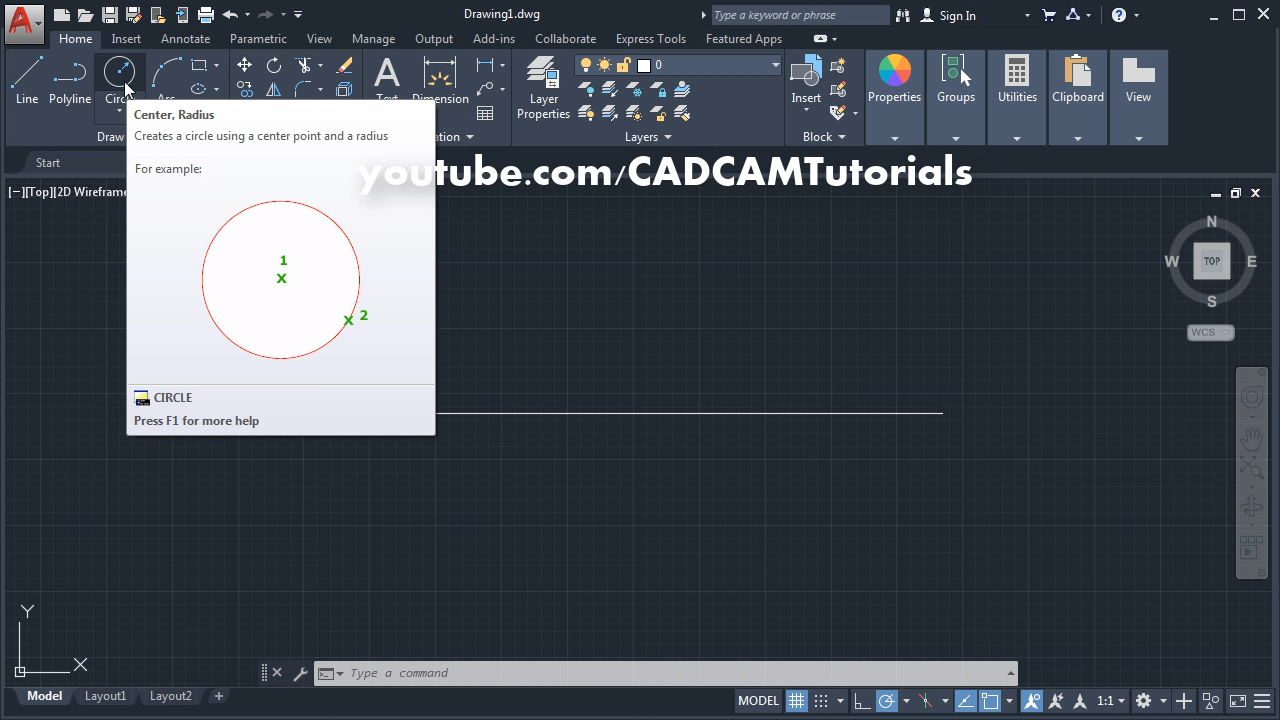 Drawing1.dwg
Type a keyword or phrase
Sign In
Home Insert Annotate Parametric View Manage Output Add-ins Collaborate Express Tools Featured Apps
0
Line Polyline
Dimension Layer Properties Insert Properties Groups Utilities Clipboard View
Draw
Layers Block
Start
Center, Radius
Creates a circle using a center point and a radius
For example:
youtube.com/CADCAMTutorials
[−][Top][2D Wireframe
N
W TOP E
S
WCS
1
X
X 2
CIRCLE
Press F1 for more help
Y
X
Type a command
Model Layout1 Layout2 +
MODEL 1:1